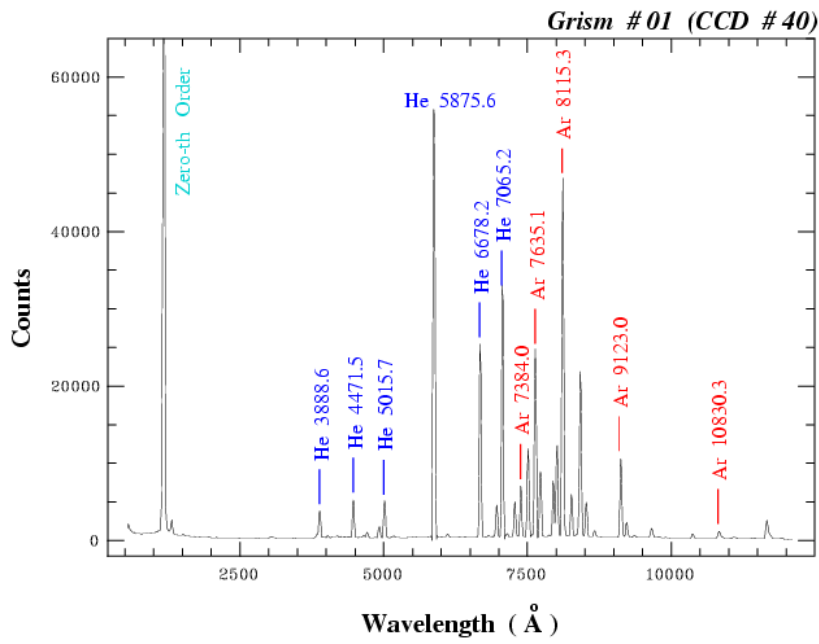 Grism # 01 (CCD # 40)
60000
40000
20000
0
Counts
Zero-th Order
He 3888.6
He 4471.5
He 5015.7
He 5875.6
He 6678.2
He 7065.2
Ar 7384.0
Ar 7635.1
Ar 8115.3
Ar 9123.0
Ar 10830.3
2500
5000
7500
10000
Wavelength ( Å )